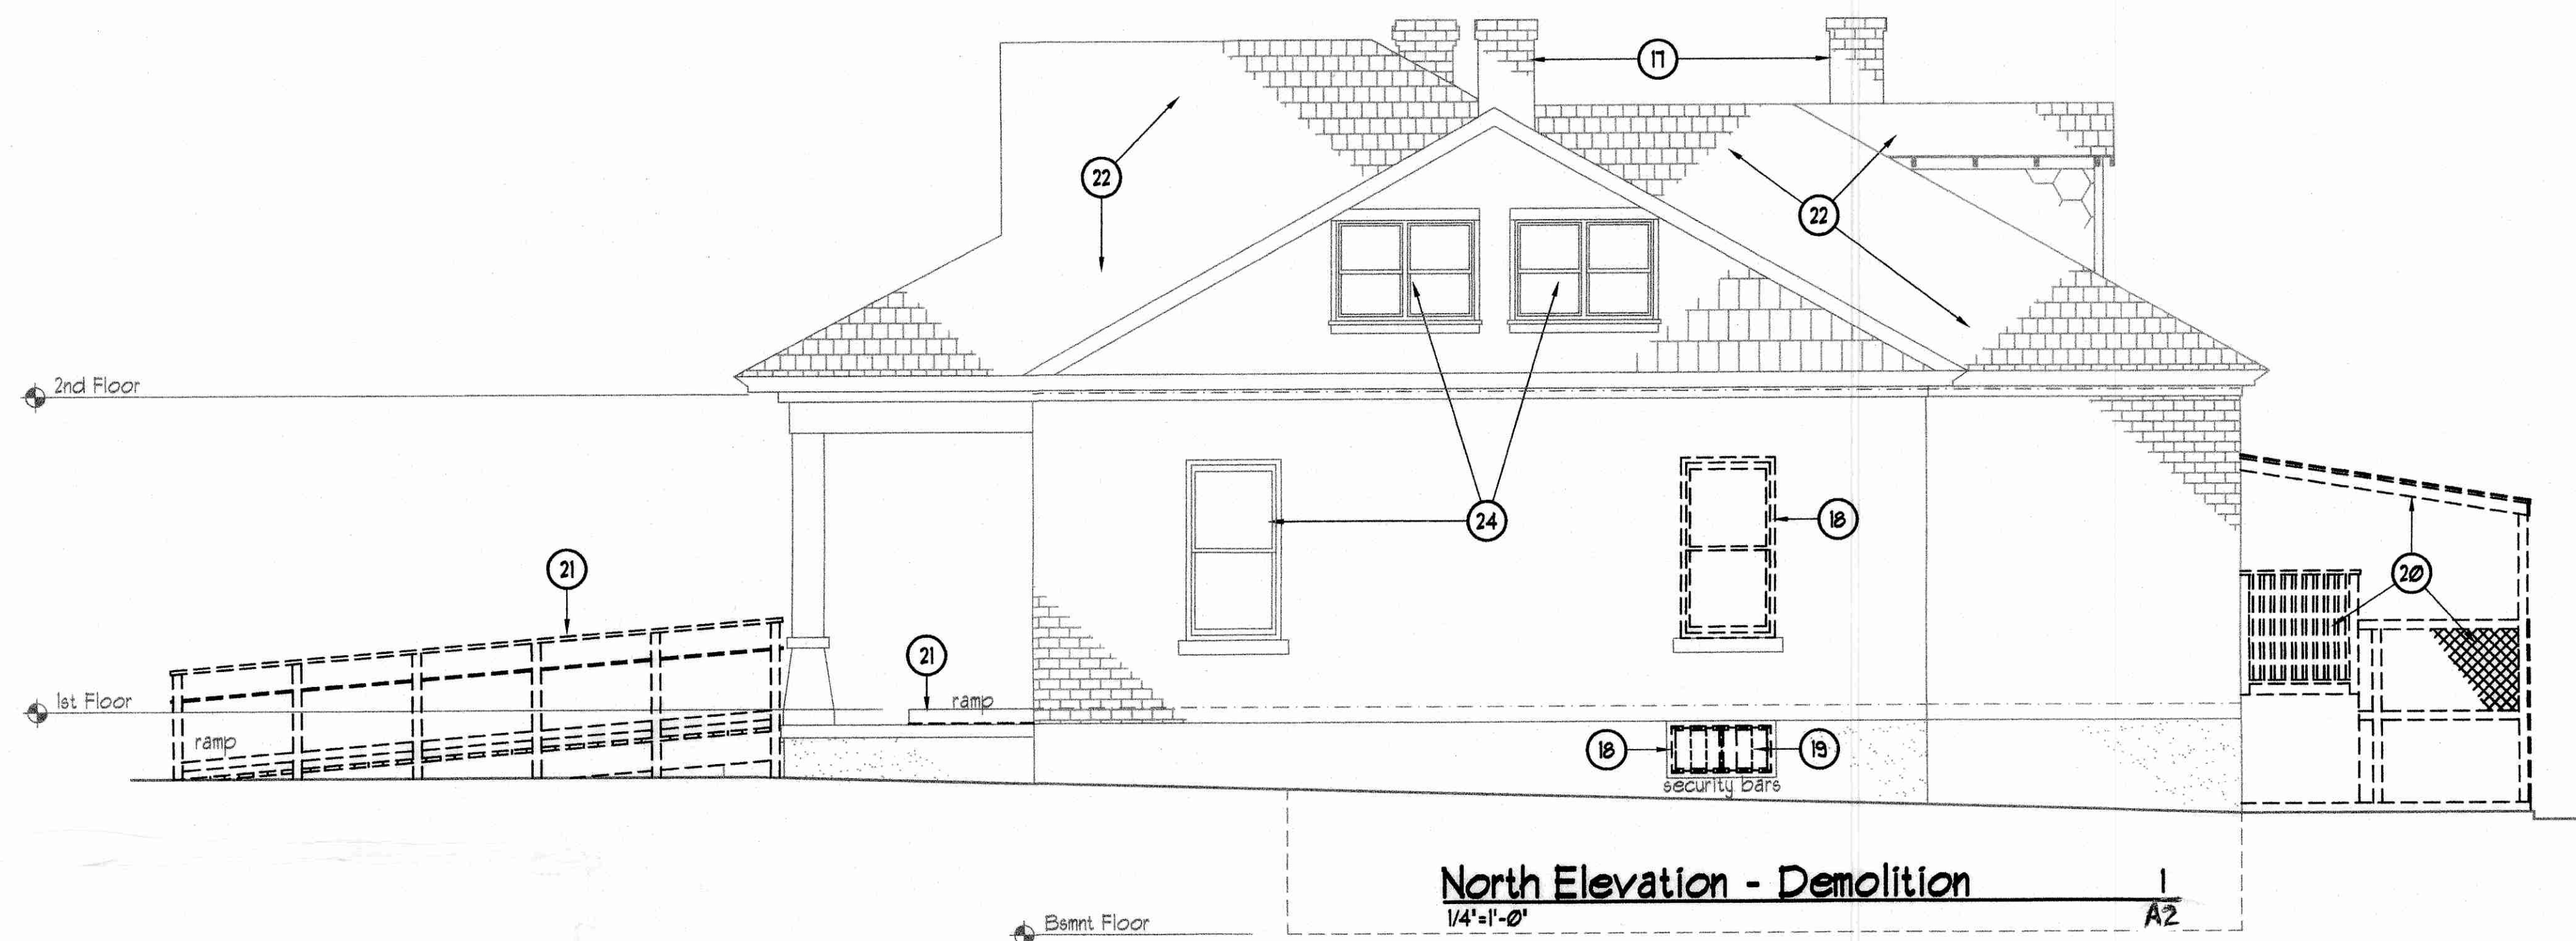 17
22
22
2nd Floor
24
18
21
20
21
ramp
1st Floor
ramp
18
19
security bars
North Elevation - Demolition
1/4"=1'-0"
1
A2
Bsmnt Floor